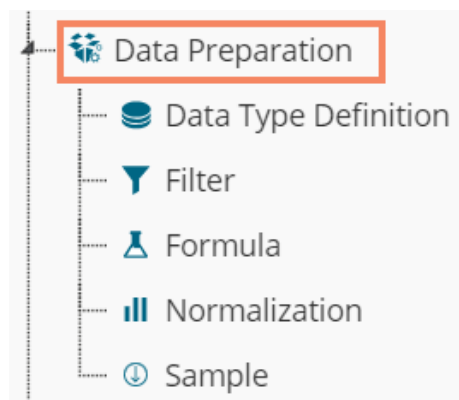 Data Preparation
Data Type Definition
Filter
Formula
Normalization
Sample